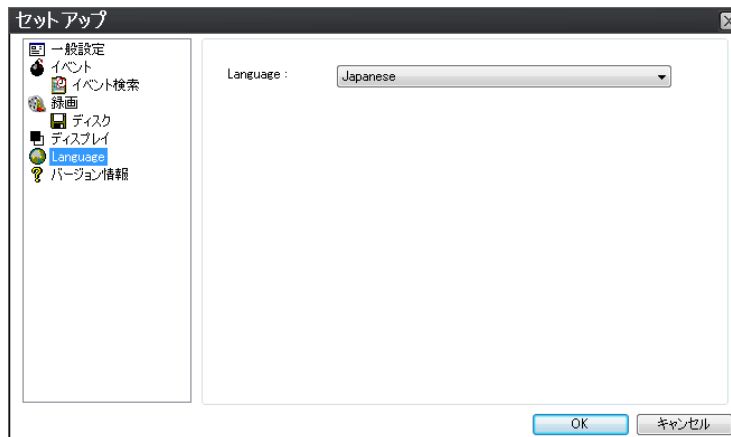 セットアップ
一般設定
イベント
イベント検索
録画
ディスク
ディスプレイ
Language
バージョン情報
Language :
Japanese
OK
キャンセル